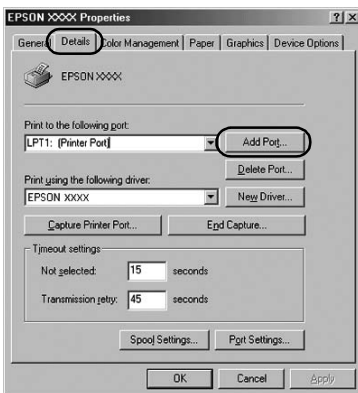 EPSON XXXX Properties
General Details Color Management Paper Graphics Device Options
EPSON XXXX
Print to the following port:
LPT1: (Printer Port) Add Port...
Delete Port...
Print using the following driver:
EPSON XXXX New Driver...
Capture Printer Port... End Capture...
Timeout settings
Not selected: 15 seconds
Transmission retry: 45 seconds
Spool Settings... Port Settings...
OK Cancel Apply